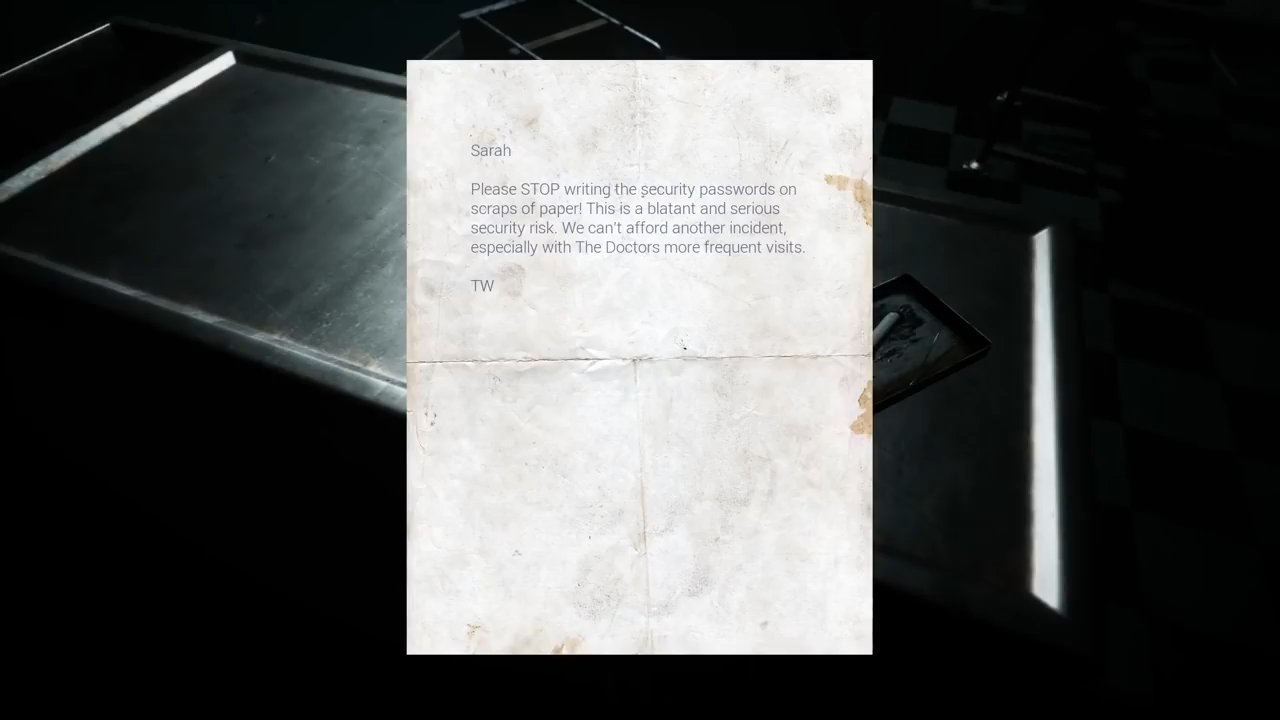 Sarah
Please STOP writing the security passwords on
scraps of paper! This is a blatant and serious
security risk. We can't afford another incident,
especially with The Doctors more frequent visits.
TW